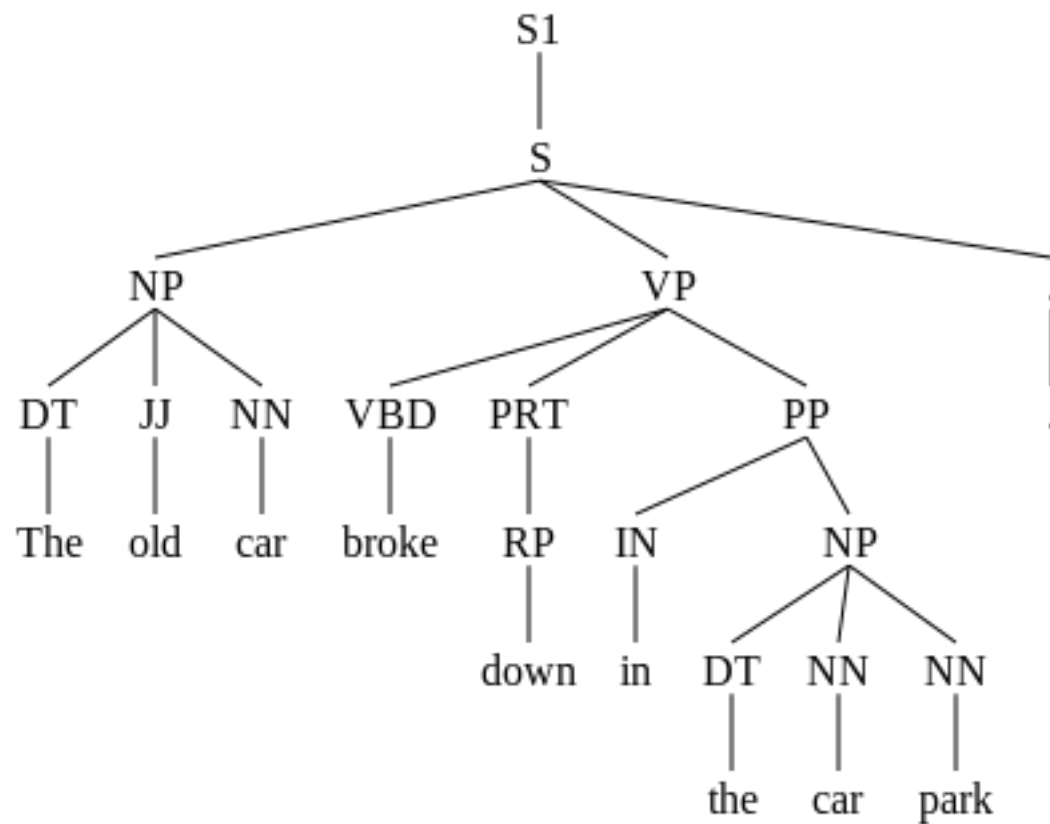 S1
S
NP VP
DT JJ NN VBD PRT PP
The old car broke RP IN NP
down in DT NN NN
the car park